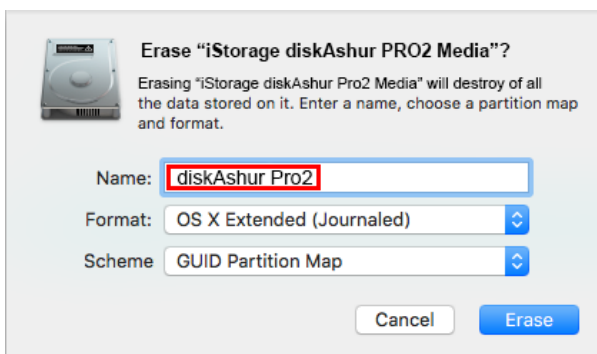 Erase “iStorage diskAshur PRO2 Media”?
Erasing “iStorage diskAshur Pro2 Media” will destroy of all
the data stored on it. Enter a name, choose a partition map
and format.
Name: diskAshur Pro2
Format: OS X Extended (Journaled)
Scheme GUID Partition Map
Cancel Erase